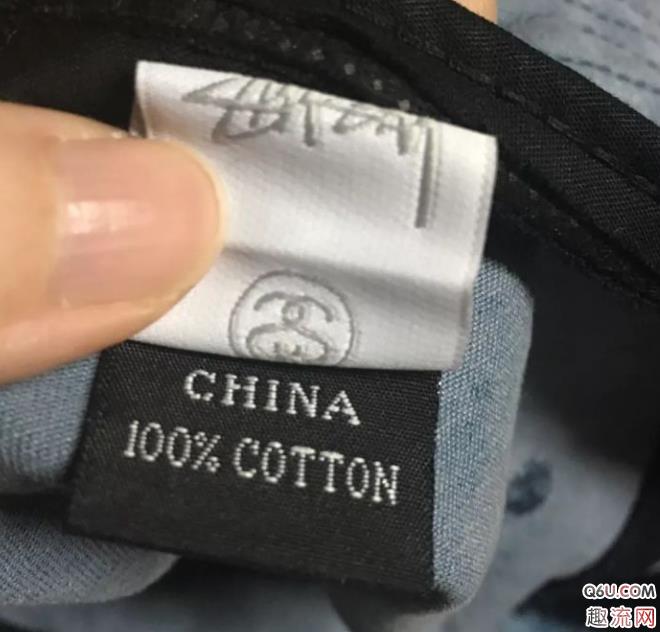 Stüssy
CHINA
100% COTTON
Q6U.COM
趣流网